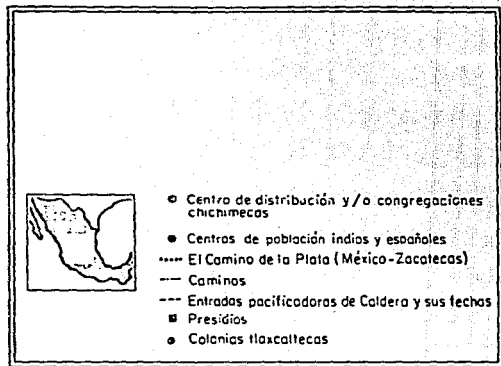 Centro de distribución y/o congregaciones
chichimecas
Centros de población indios y españoles
El Camino de la Plata (México-Zacatecas)
Caminos
Entradas pacificadoras de Caldera y sus fechas
Presidios
Colonias tlaxcaltecas